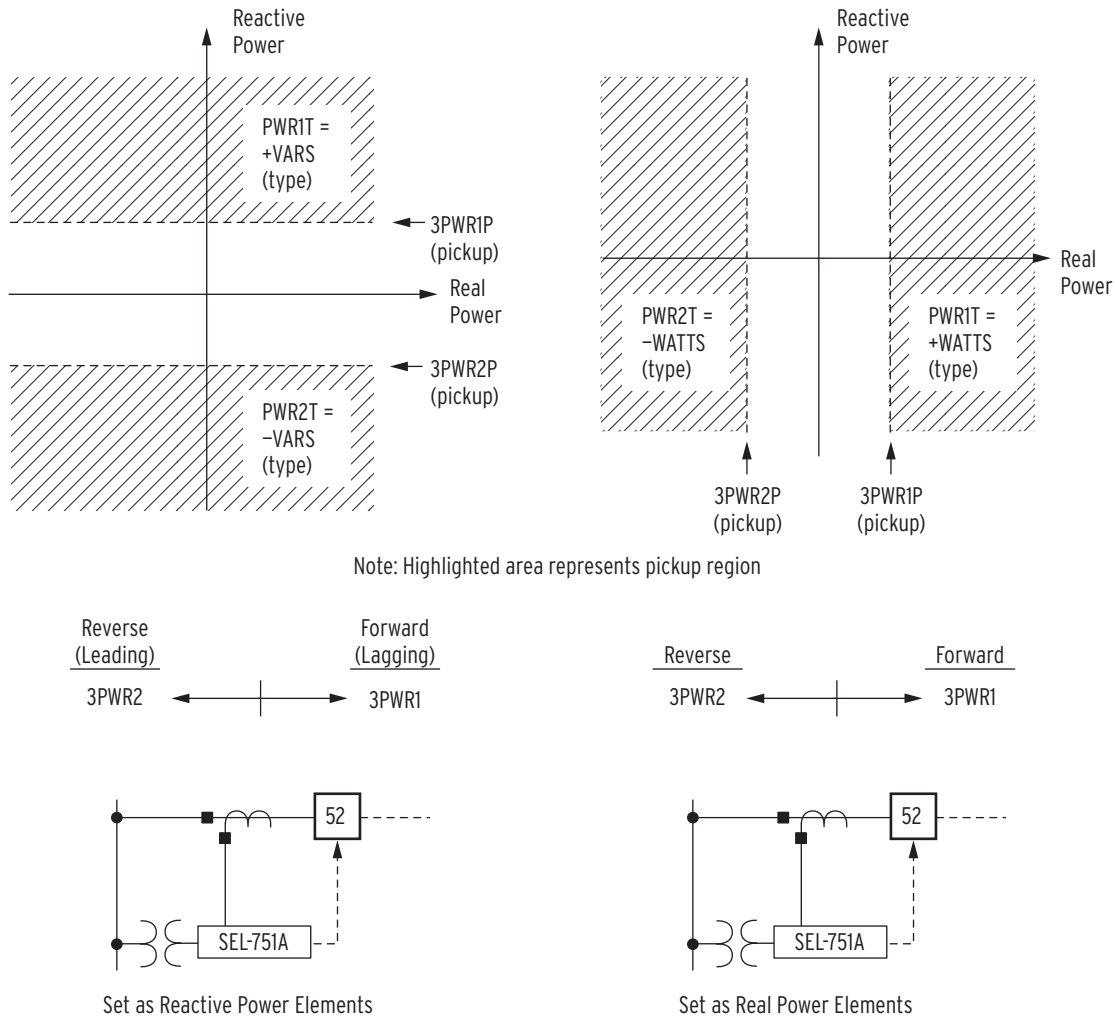 Reactive
Power
PWR1T =
+VARS
(type)
3PWR1P
(pickup)
Real
Power
3PWR2P
(pickup)
PWR2T =
–VARS
(type)
Reactive
Power
Real
Power
PWR2T =
–WATTS
(type)
PWR1T =
+WATTS
(type)
3PWR2P
(pickup)
3PWR1P
(pickup)
Note: Highlighted area represents pickup region
Reverse
(Leading)
3PWR2
Forward
(Lagging)
3PWR1
52
SEL-751A
Set as Reactive Power Elements
Reverse
3PWR2
Forward
3PWR1
52
SEL-751A
Set as Real Power Elements